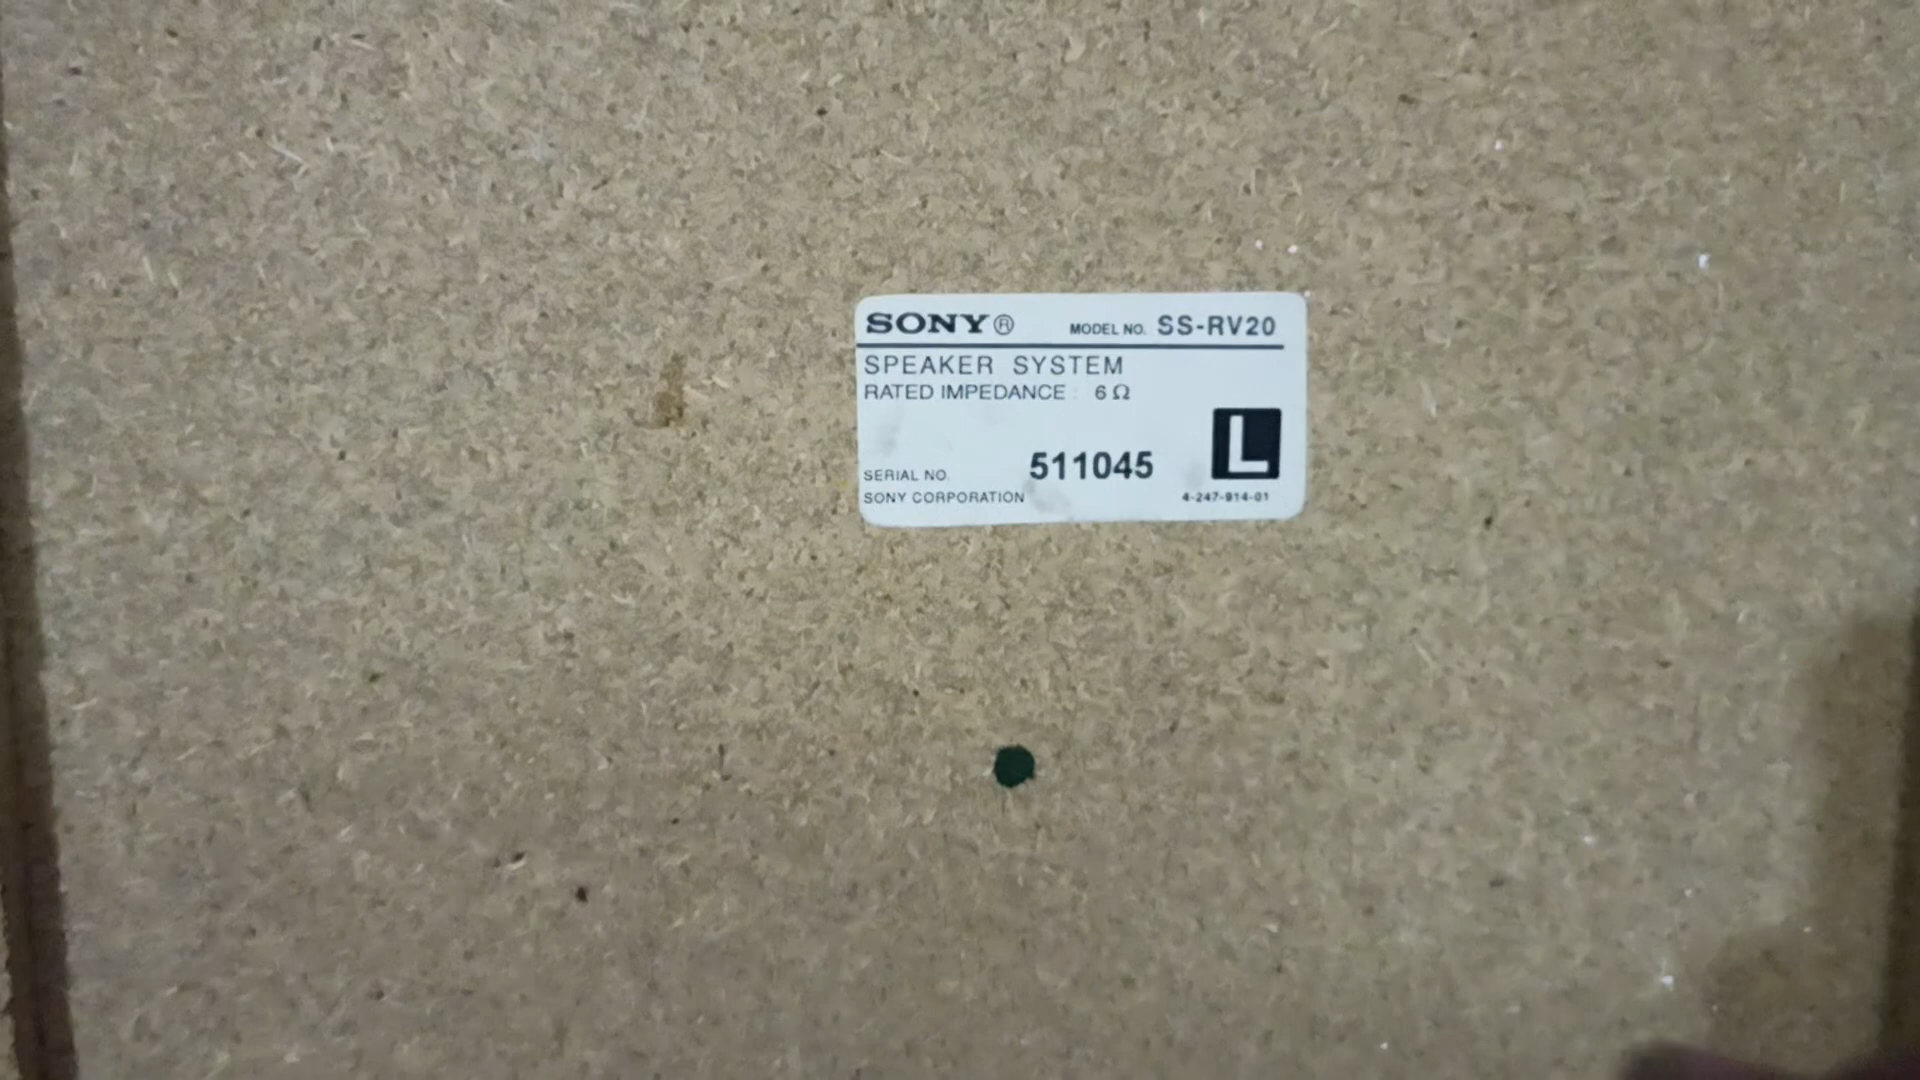 SONY® MODEL NO. SS-RV20
SPEAKER SYSTEM
RATED IMPEDANCE : 6 Ω
L
SERIAL NO. 511045
SONY CORPORATION 4-247-914-01